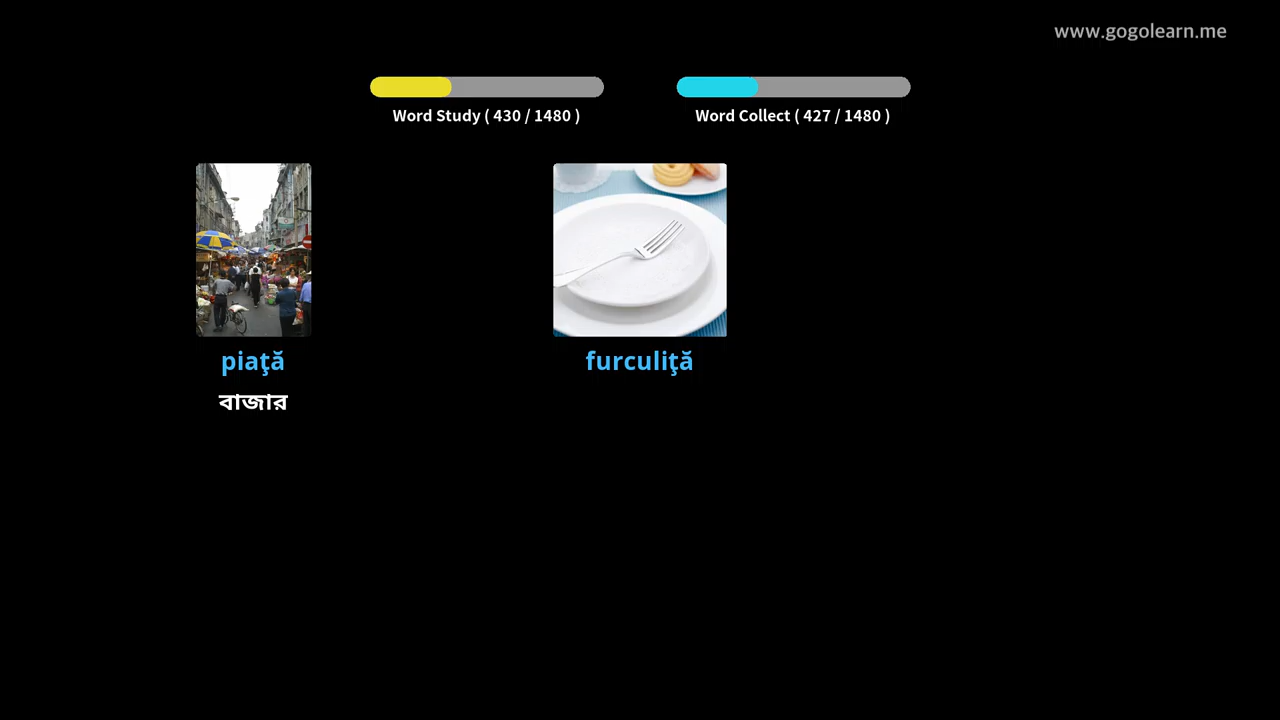 www.gogolearn.me
Word Study ( 430 / 1480 )
Word Collect ( 427 / 1480 )
piaţă
furculiţă
বাজার